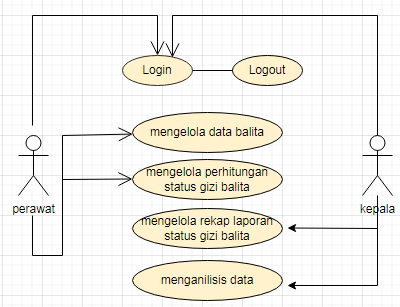 Login
Logout
mengelola data balita
mengelola perhitungan
status gizi balita
perawat
kepala
mengelola rekap laporan
status gizi balita
menganilisis data